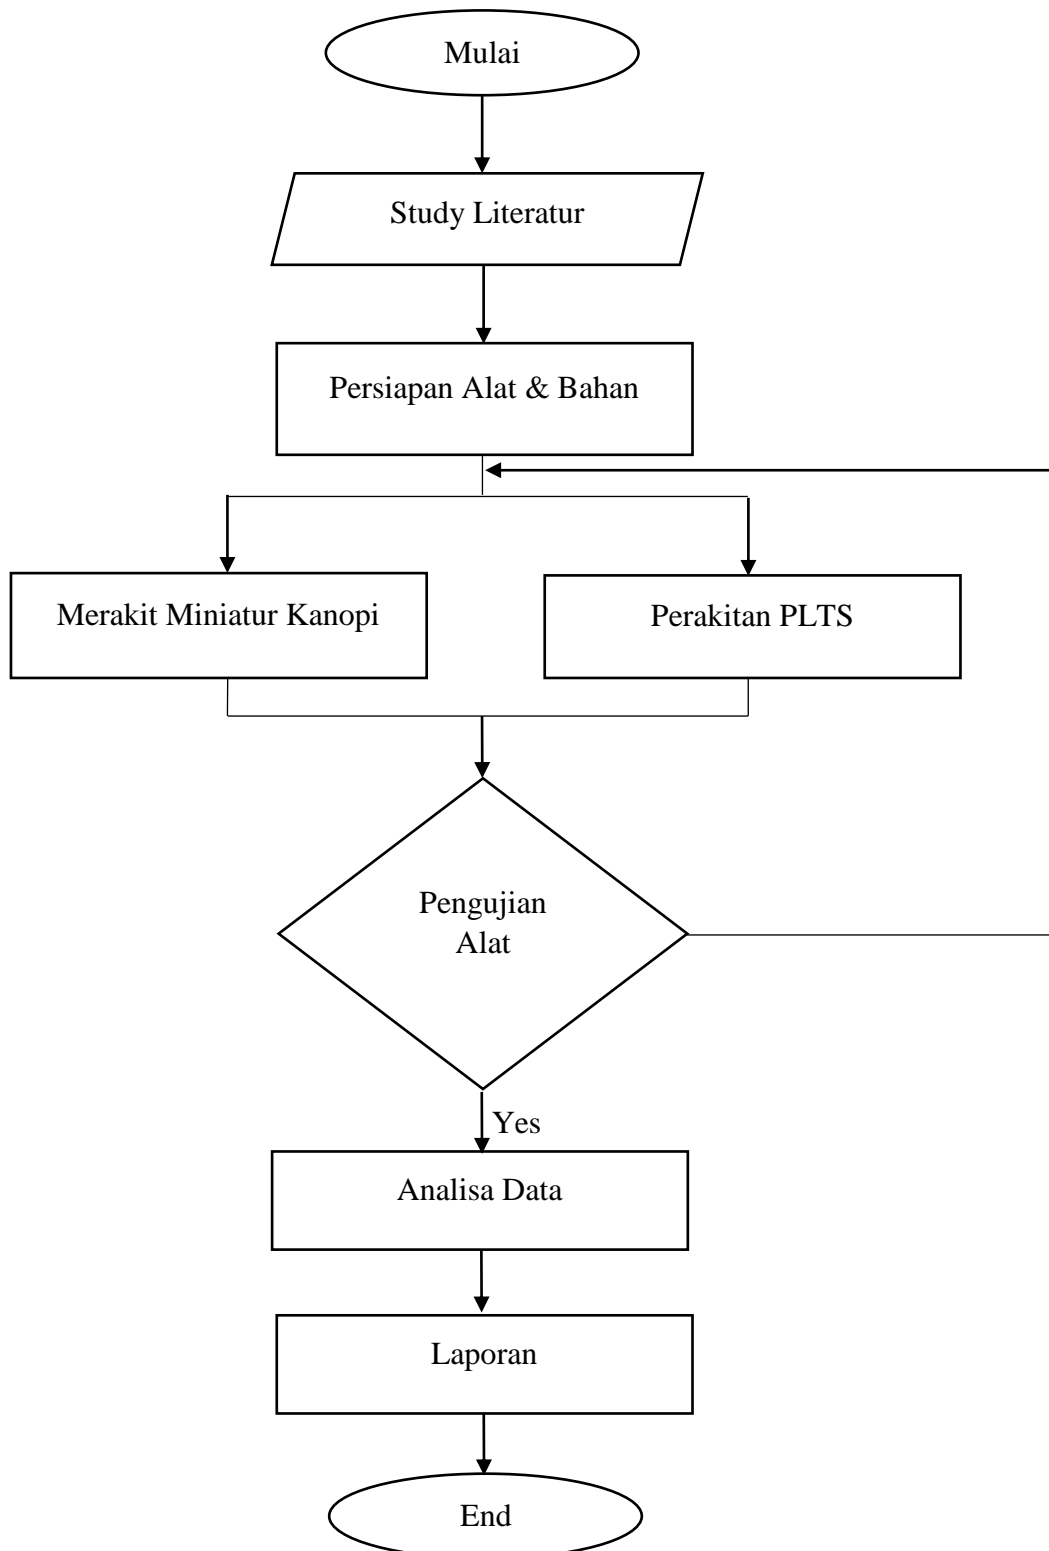 Mulai
Study Literatur
Persiapan Alat & Bahan
Merakit Miniatur Kanopi
Perakitan PLTS
Pengujian
Alat
Yes
Analisa Data
Laporan
End